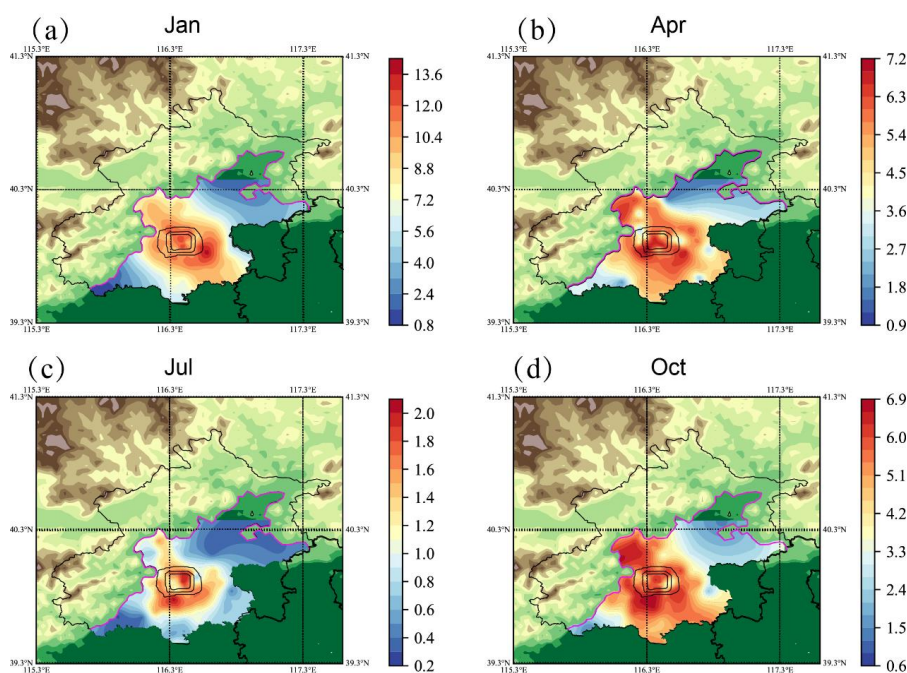 (a) Jan
115.3°E 116.3°E 117.3°E
41.3°N 41.3°N
40.3°N 40.3°N
39.3°N 39.3°N
115.3°E 116.3°E 117.3°E
13.6
12.0
10.4
8.8
7.2
5.6
4.0
2.4
0.8
(b) Apr
115.3°E 116.3°E 117.3°E
41.3°N 41.3°N
40.3°N 40.3°N
39.3°N 39.3°N
115.3°E 116.3°E 117.3°E
7.2
6.3
5.4
4.5
3.6
2.7
1.8
0.9
(c) Jul
115.3°E 116.3°E 117.3°E
41.3°N 41.3°N
40.3°N 40.3°N
39.3°N 39.3°N
115.3°E 116.3°E 117.3°E
2.0
1.8
1.6
1.4
1.2
1.0
0.8
0.6
0.4
0.2
(d) Oct
115.3°E 116.3°E 117.3°E
41.3°N 41.3°N
40.3°N 40.3°N
39.3°N 39.3°N
115.3°E 116.3°E 117.3°E
6.9
6.0
5.1
4.2
3.3
2.4
1.5
0.6